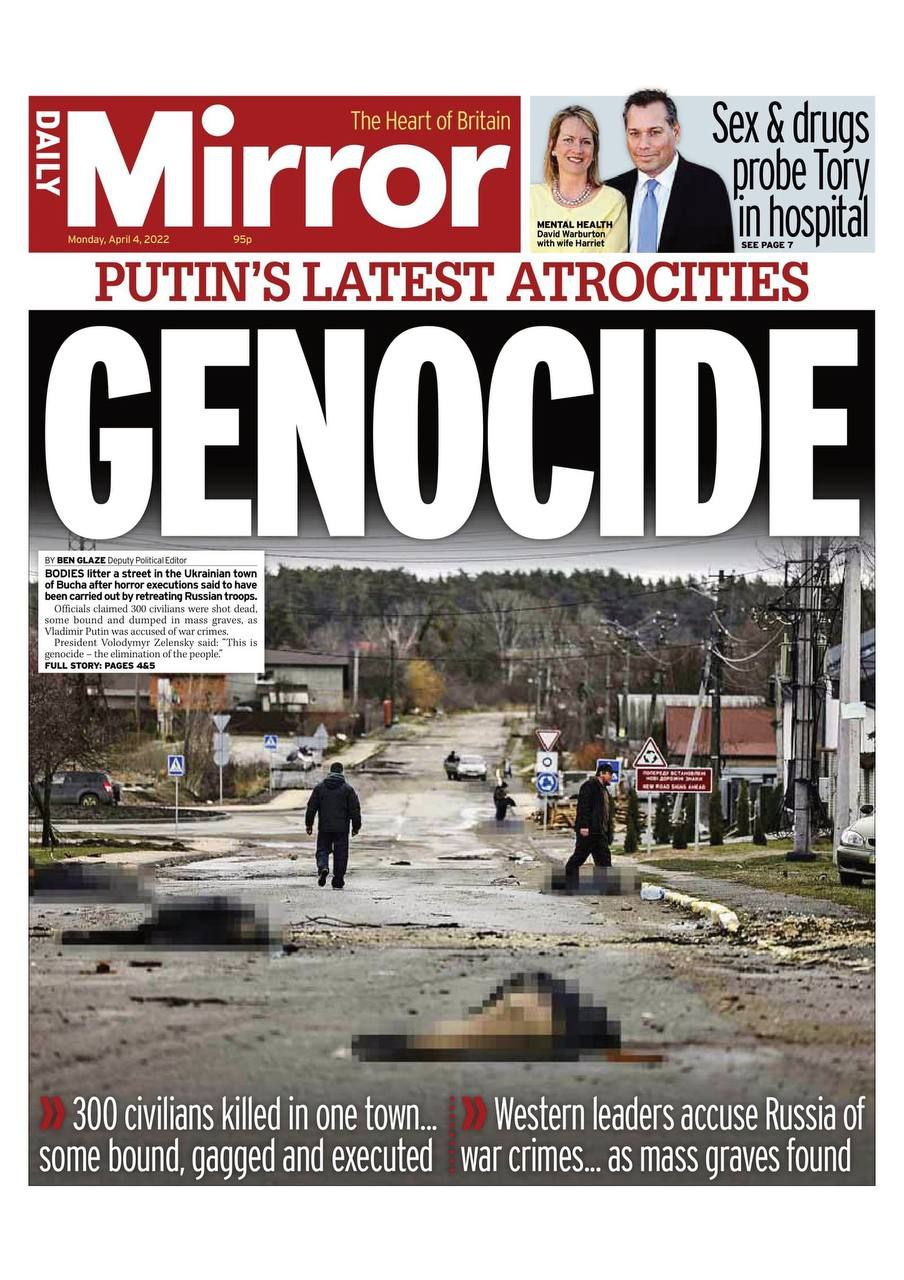 DAILY
Mirror
The Heart of Britain
Monday, April 4, 2022
95p
Sex & drugs
probe Tory
in hospital
SEE PAGE 7
MENTAL HEALTH
David Warburton
with wife Harriet
PUTIN'S LATEST ATROCITIES
GENOCIDE
BY BEN GLAZE Deputy Political Editor
BODIES litter a street in the Ukrainian town
of Bucha after horror executions said to have
been carried out by retreating Russian troops.
Officials claimed 300 civilians were shot dead,
some bound and dumped in mass graves, as
Vladimir Putin was accused of war crimes.
President Volodymyr Zelensky said: "This is
genocide – the elimination of the people."
FULL STORY: PAGES 4&5
ПОПЕРЕДУ ВСТАНОВЛЕНІ
НОВІ ДОРОЖНІ ЗНАКИ
NEW ROAD SIGNS AHEAD
» 300 civilians killed in one town...
some bound, gagged and executed
» Western leaders accuse Russia of
war crimes... as mass graves found